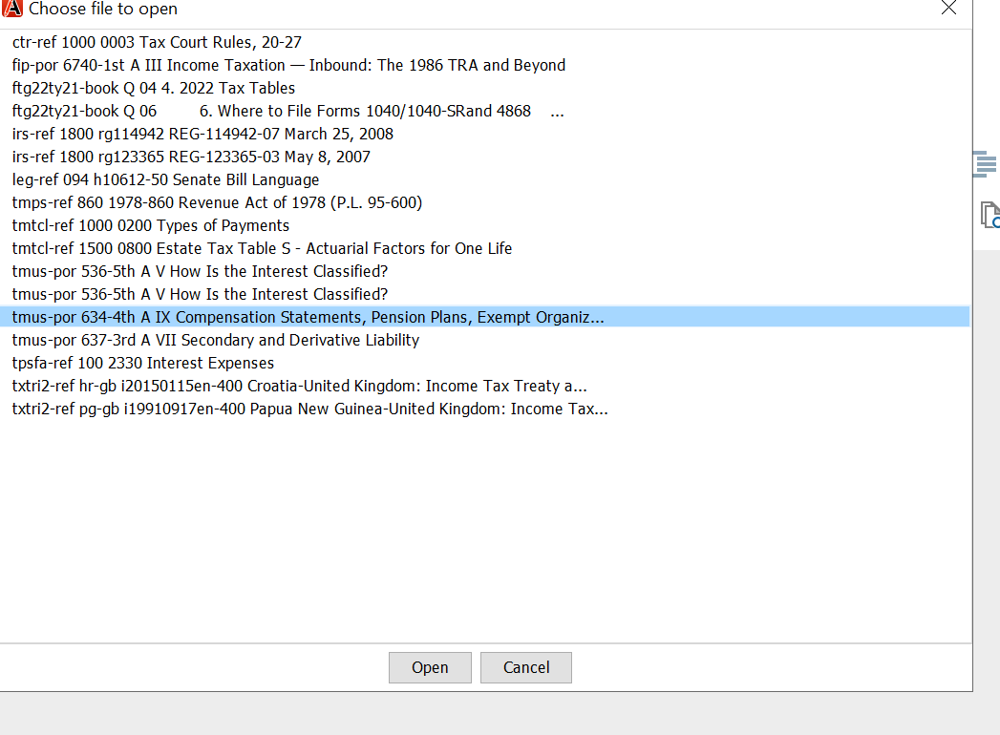 Choose file to open
ctr-ref 1000 0003 Tax Court Rules, 20-27
fip-por 6740-1st A III Income Taxation — Inbound: The 1986 TRA and Beyond
ftg22ty21-book Q 04 4. 2022 Tax Tables
ftg22ty21-book Q 06 6. Where to File Forms 1040/1040-SRand 4868 ...
irs-ref 1800 rg114942 REG-114942-07 March 25, 2008
irs-ref 1800 rg123365 REG-123365-03 May 8, 2007
leg-ref 094 h10612-50 Senate Bill Language
tmps-ref 860 1978-860 Revenue Act of 1978 (P.L. 95-600)
tmtcl-ref 1000 0200 Types of Payments
tmtcl-ref 1500 0800 Estate Tax Table S - Actuarial Factors for One Life
tmus-por 536-5th A V How Is the Interest Classified?
tmus-por 536-5th A V How Is the Interest Classified?
tmus-por 634-4th A IX Compensation Statements, Pension Plans, Exempt Organiz...
tmus-por 637-3rd A VII Secondary and Derivative Liability
tpsfa-ref 100 2330 Interest Expenses
txtri2-ref hr-gb i20150115en-400 Croatia-United Kingdom: Income Tax Treaty a...
txtri2-ref pg-gb i19910917en-400 Papua New Guinea-United Kingdom: Income Tax...
Open Cancel